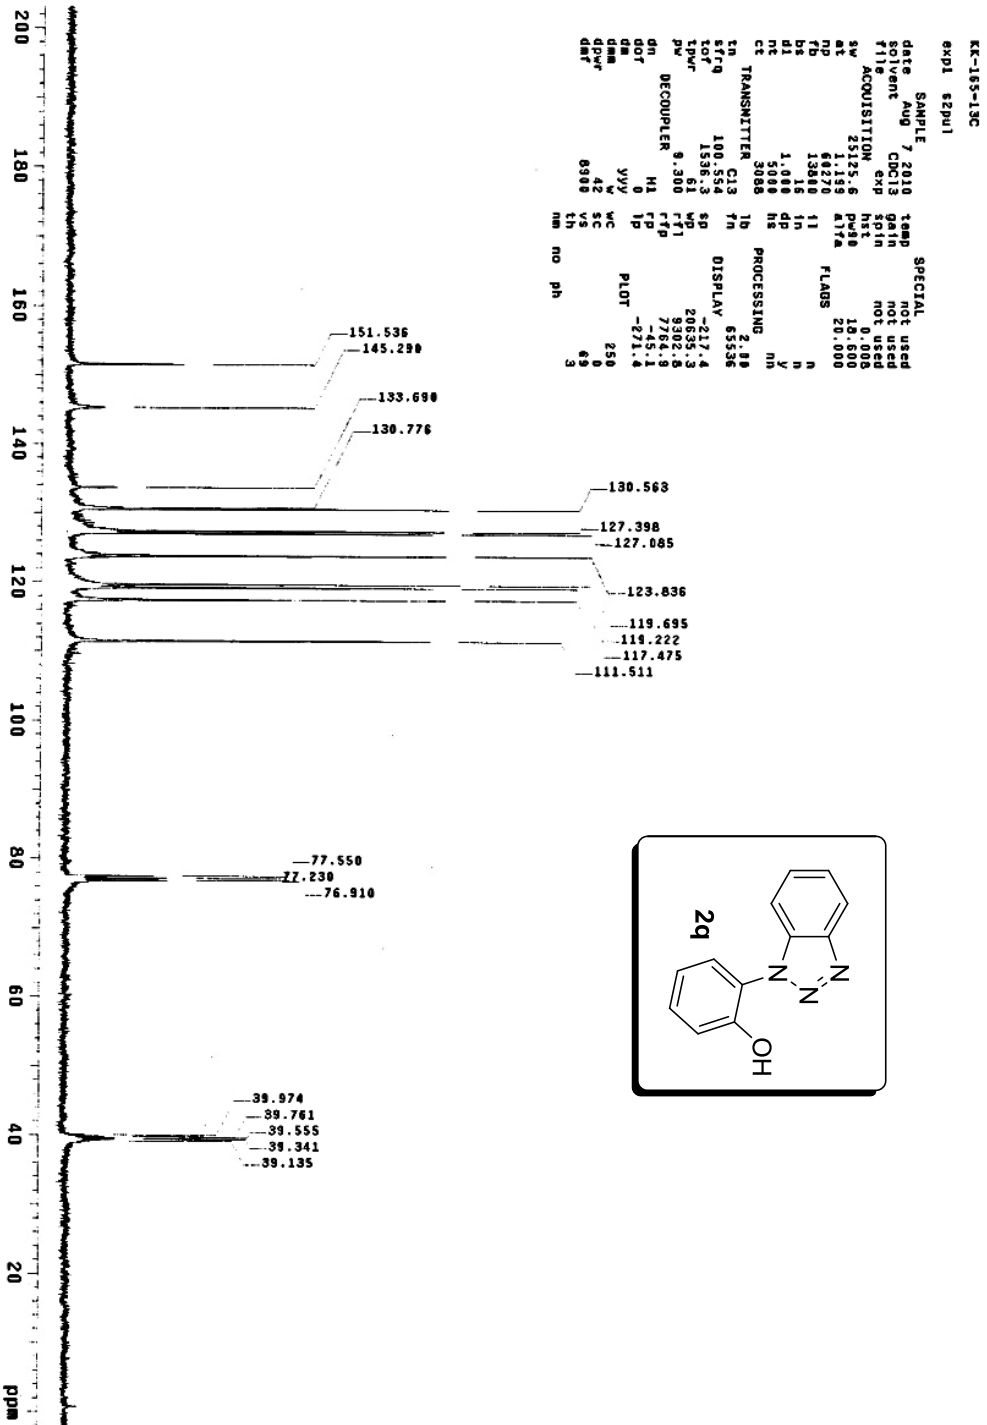 KK-165-13C
exp1 s2pul
SAMPLE
date Aug 7 2010
solvent CDCl3
file exp
ACQUISITION
sw 25125.6
at 1.199
np 60270
fb 13800
bs 16
d1 1.000
nt 5000
ct 3088
TRANSMITTER
tn C13
sfrq 100.554
tof 1536.3
tpwr 61
pw 9.300
DECOUPLER
dn H1
dof 0
dm yyy
dmm w
dpwr 42
dmf 8900
SPECIAL
temp not used
gain not used
spin not used
hst 0.008
pw90 18.600
alfa 20.000
FLAGS
il n
in n
dp y
hs nn
PROCESSING
lb 2.00
fn 65536
DISPLAY
sp -217.4
wp 20635.3
rfl 9302.8
rfp 7764.9
rp -45.1
lp -271.4
PLOT
wc 250
sc 0
vs 69
th 3
nm no ph
151.536
145.290
133.690
130.776
130.563
127.398
127.085
123.836
119.695
119.222
117.475
111.511
77.550
77.230
76.910
39.974
39.761
39.555
39.341
39.135
N
N
N
OH
2q
200 180 160 140 120 100 80 60 40 20 ppm